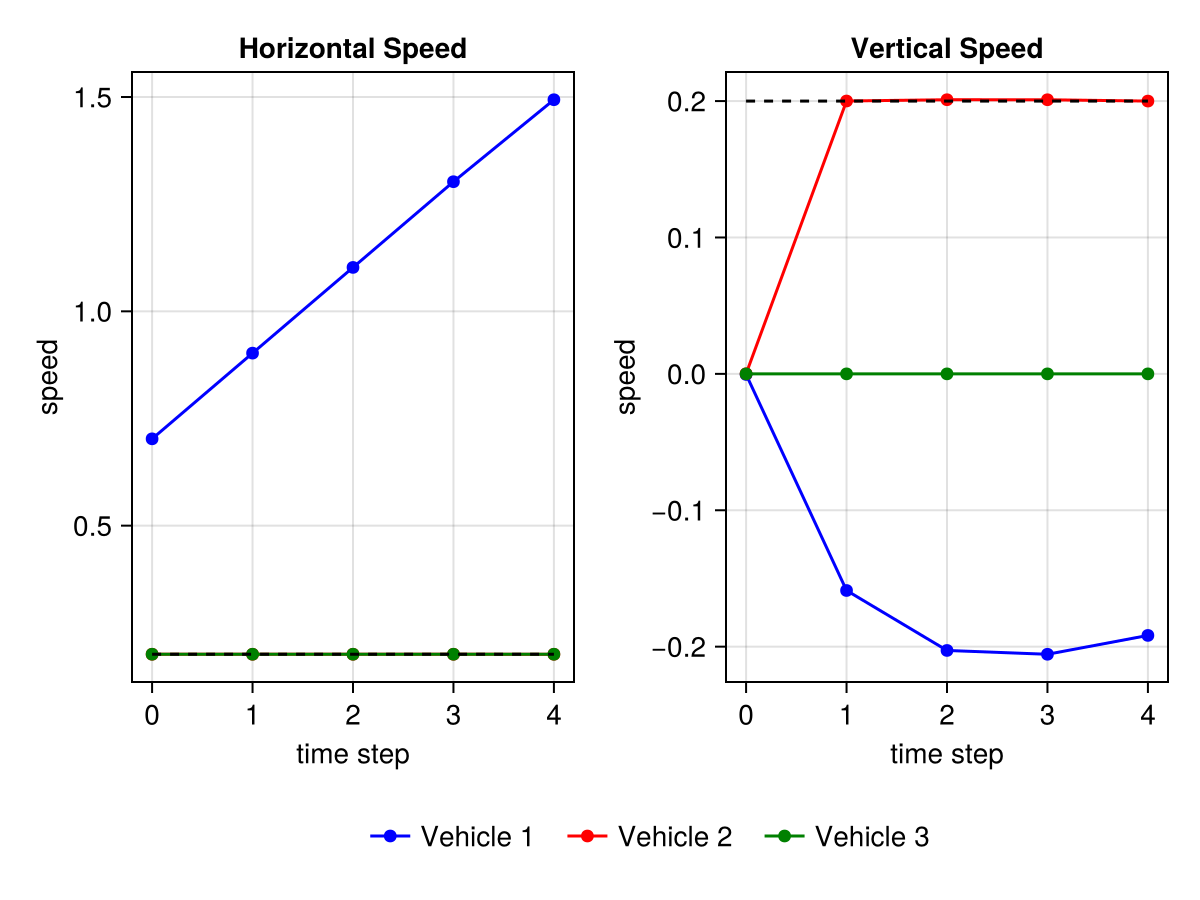 Horizontal Speed
1.5
1.0
0.5
speed
0 1 2 3 4
time step
Vertical Speed
0.2
0.1
0.0
−0.1
−0.2
speed
0 1 2 3 4
time step
Vehicle 1 Vehicle 2 Vehicle 3